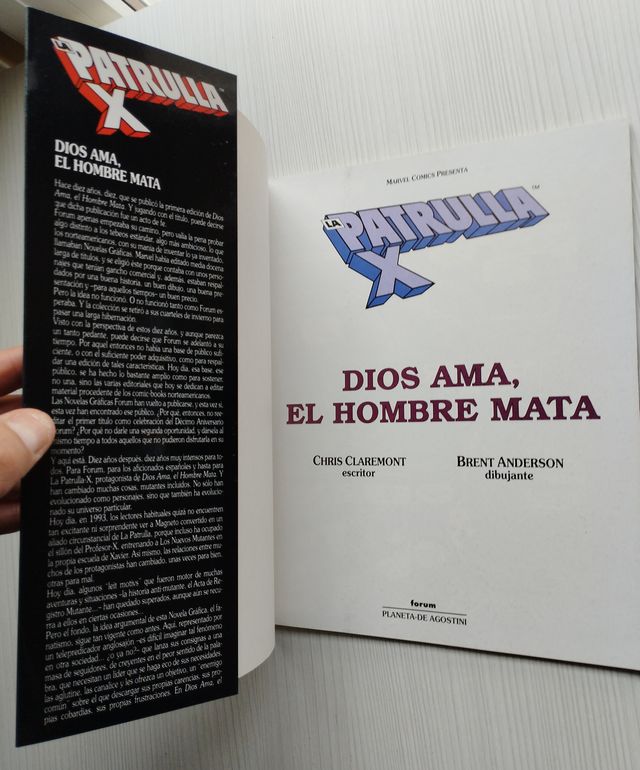 LA
PATRULLA
X
DIOS AMA,
EL HOMBRE MATA
Hace diez años, diez, que se publicó la primera edición de Dios
Ama, el Hombre Mata. Y jugando con el título, puede decirse
que dicha publicación fue un acto de fe.
Forum apenas empezaba su camino, pero valía la pena probar
algo distinto a los tebeos estándar, algo más ambicioso, lo que
los norteamericanos, con su manía de inventar lo ya inventado,
llamaban Novelas Gráficas. Marvel había editado media docena
larga de títulos, y se eligió éste porque contaba con unos perso-
najes que tenían gancho comercial y, además, estaban respal-
dados por una buena historia, un buen dibujo, una buena pre-
sentación y –para aquellos tiempos– un buen precio.
Pero la idea no funcionó. O no funcionó tanto como Forum es-
peraba. Y la colección se retiró a sus cuarteles de invierno para
pasar una larga hibernación.
Visto con la perspectiva de estos diez años, y aunque parezca
un tanto pedante, puede decirse que Forum se adelantó a su
tiempo. Por aquel entonces no había una base de público sufi-
ciente, o con el suficiente poder adquisitivo, como para respal-
dar una edición de tales características. Hoy día, esa base, ese
público, se ha hecho lo bastante amplio como para sostener,
no una, sino las varias editoriales que hoy se dedican a editar
material procedente de los comic-books norteamericanos.
Las Novelas Gráficas Forum han vuelto a publicarse, y esta vez sí,
esta vez han encontrado ese público. ¿Por qué, entonces, no ree-
ditar el primer título como celebración del Décimo Aniversario
Forum? ¿Por qué no darle una segunda oportunidad, y dársela al
mismo tiempo a todos aquellos que no pudieron disfrutarla en su
momento?
Y aquí está. Diez años después, diez años muy intensos para to-
dos. Para Forum, para los aficionados españoles y hasta para
La Patrulla-X, protagonista de Dios Ama, el Hombre Mata. Y
han cambiado muchas cosas, mutantes incluidos. No sólo han
evolucionado como personajes, sino que también ha evolucio-
nado su universo particular.
Hoy día, en 1993, los lectores habituales quizá no encuentren
tan excitante ni sorprendente ver a Magneto convertido en un
aliado circunstancial de La Patrulla, porque incluso ha ocupado
el sillón del Profesor-X, entrenando a Los Nuevos Mutantes en
la propia escuela de Xavier. Así mismo, las relaciones entre mu-
chos de los protagonistas han cambiado, unas veces para bien,
otras para mal.
Hoy día, algunos "leit motivs" que fueron motor de muchas
aventuras y situaciones –la historia anti-mutante, el Acta de Re-
gistro Mutante...– han quedado superados, aunque aún se recu-
rra a ellos en ciertas ocasiones...
Pero el fondo, la idea argumental de esta Novela Gráfica, el fa-
natismo, sigue tan vigente como antes. Aquí, representado por
un telepredicador anglosajón –es difícil imaginar tal fenómeno
en otra sociedad... ¿o ya no?– que lanza sus consignas a una
masa de seguidores, de creyentes en el peor sentido de la pala-
bra, que necesitan un líder que se haga eco de sus necesidades,
las aglutine, las canalice y les ofrezca un objetivo, un "enemigo
común" sobre el que descargar sus propias carencias, sus pro-
pias cobardías, sus propias frustraciones. En Dios Ama, el
MARVEL COMICS PRESENTA
LA
PATRULLA
X
TM
DIOS AMA,
EL HOMBRE MATA
CHRIS CLAREMONT
escritor
BRENT ANDERSON
dibujante
forum
PLANETA-DE AGOSTINI